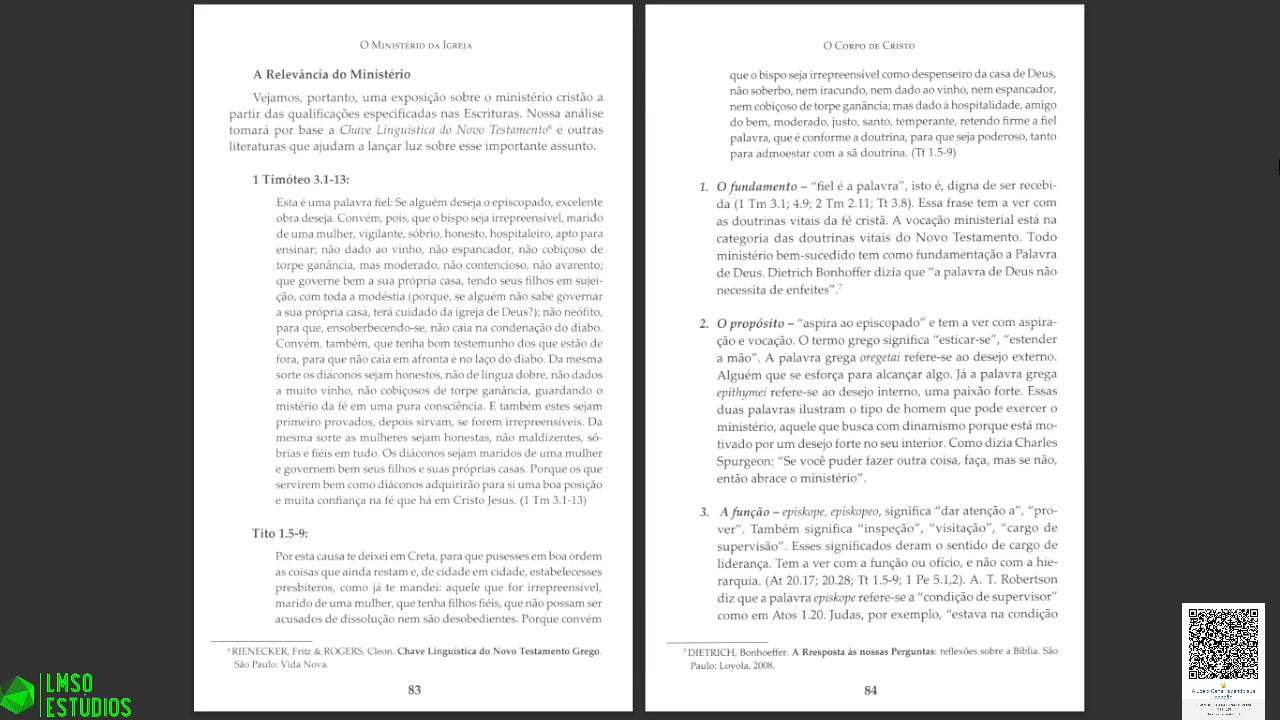 O Ministério da Igreja
A Relevância do Ministério
Vejamos, portanto, uma exposição sobre o ministério cristão a
partir das qualificações especificadas nas Escrituras. Nossa análise
tomará por base a Chave Linguística do Novo Testamento⁶ e outras
literaturas que ajudam a lançar luz sobre esse importante assunto.
1 Timóteo 3.1-13:
Esta é uma palavra fiel: Se alguém deseja o episcopado, excelente
obra deseja. Convém, pois, que o bispo seja irrepreensível, marido
de uma mulher, vigilante, sóbrio, honesto, hospitaleiro, apto para
ensinar; não dado ao vinho, não espancador, não cobiçoso de
torpe ganância, mas moderado, não contencioso, não avarento;
que governe bem a sua própria casa, tendo seus filhos em sujei-
ção, com toda a modéstia (porque, se alguém não sabe governar
a sua própria casa, terá cuidado da igreja de Deus?); não neófito,
para que, ensoberbecendo-se, não caia na condenação do diabo.
Convém, também, que tenha bom testemunho dos que estão de
fora, para que não caia em afronta e no laço do diabo. Da mesma
sorte os diáconos sejam honestos, não de língua dobre, não dados
a muito vinho, não cobiçosos de torpe ganância, guardando o
mistério da fé em uma pura consciência. E também estes sejam
primeiro provados, depois sirvam, se forem irrepreensíveis. Da
mesma sorte as mulheres sejam honestas, não maldizentes, só-
brias e fiéis em tudo. Os diáconos sejam maridos de uma mulher
e governem bem seus filhos e suas próprias casas. Porque os que
servirem bem como diáconos adquirirão para si uma boa posição
e muita confiança na fé que há em Cristo Jesus. (1 Tm 3.1-13)
Tito 1.5-9:
Por esta causa te deixei em Creta, para que pusesses em boa ordem
as coisas que ainda restam e, de cidade em cidade, estabelecesses
presbíteros, como já te mandei: aquele que for irrepreensível,
marido de uma mulher, que tenha filhos fiéis, que não possam ser
acusados de dissolução nem são desobedientes. Porque convém
⁶ RIENECKER, Fritz & ROGERS, Cleon. Chave Linguística do Novo Testamento Grego.
São Paulo: Vida Nova.
83
O Corpo de Cristo
que o bispo seja irrepreensível como despenseiro da casa de Deus,
não soberbo, nem iracundo, nem dado ao vinho, nem espancador,
nem cobiçoso de torpe ganância; mas dado à hospitalidade, amigo
do bem, moderado, justo, santo, temperante, retendo firme a fiel
palavra, que é conforme a doutrina, para que seja poderoso, tanto
para admoestar com a sã doutrina. (Tt 1.5-9)
1. O fundamento – “fiel é a palavra”, isto é, digna de ser recebi-
da (1 Tm 3.1; 4.9; 2 Tm 2.11; Tt 3.8). Essa frase tem a ver com
as doutrinas vitais da fé cristã. A vocação ministerial está na
categoria das doutrinas vitais do Novo Testamento. Todo
ministério bem-sucedido tem como fundamentação a Palavra
de Deus. Dietrich Bonhoffer dizia que “a palavra de Deus não
necessita de enfeites”.⁷
2. O propósito – “aspira ao episcopado” e tem a ver com aspira-
ção e vocação. O termo grego significa “esticar-se”, “estender
a mão”. A palavra grega oregetai refere-se ao desejo externo.
Alguém que se esforça para alcançar algo. Já a palavra grega
epithymei refere-se ao desejo interno, uma paixão forte. Essas
duas palavras ilustram o tipo de homem que pode exercer o
ministério, aquele que busca com dinamismo porque está mo-
tivado por um desejo forte no seu interior. Como dizia Charles
Spurgeon: “Se você puder fazer outra coisa, faça, mas se não,
então abrace o ministério”.
3. A função – episkope, episkopeo, significa “dar atenção a”, “pro-
ver”. Também significa “inspeção”, “visitação”, “cargo de
supervisão”. Esses significados deram o sentido de cargo de
liderança. Tem a ver com a função ou ofício, e não com a hie-
rarquia. (At 20.17; 20.28; Tt 1.5-9; 1 Pe 5.1,2). A. T. Robertson
diz que a palavra episkope refere-se a “condição de supervisor”
como em Atos 1.20. Judas, por exemplo, “estava na condição
⁷ DIETRICH, Bonhoeffer. A Rresposta às nossas Perguntas: reflexões sobre a Bíblia. São
Paulo: Loyola, 2008.
84
LMSO
ESTÚDIOS